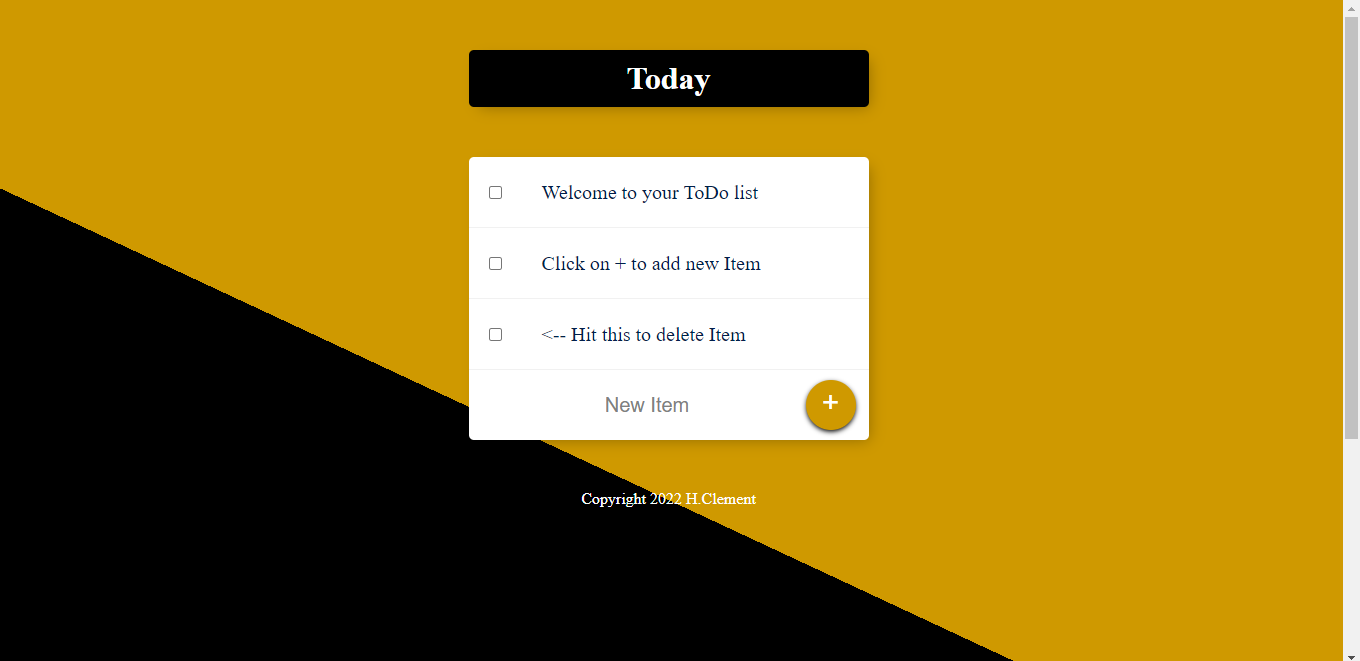 Today
Welcome to your ToDo list
Click on + to add new Item
<-- Hit this to delete Item
New Item
+
Copyright 2022 H.Clement